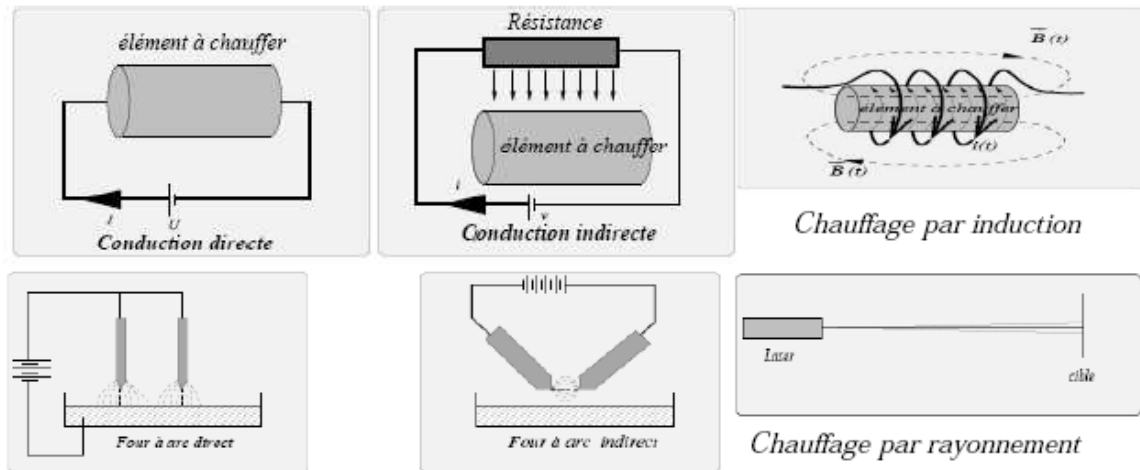 élément à chauffer
I
U
Conduction directe
Résistance
élément à chauffer
i
v
Conduction indirecte
B(t)
élément à chauffer
i(t)
B(t)
Chauffage par induction
Four à arc direct
Four à arc indirect
Laser
cible
Chauffage par rayonnement